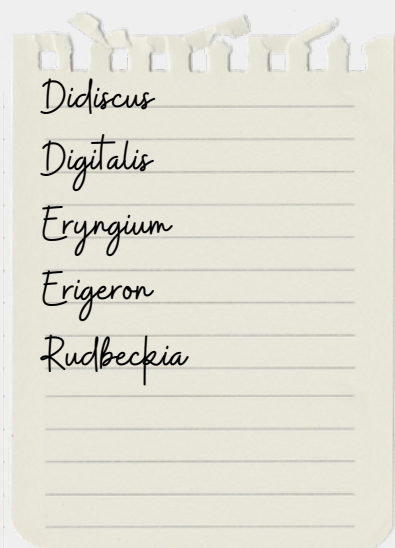 Didiscus
Digitalis
Eryngium
Erigeron
Rudbeckia